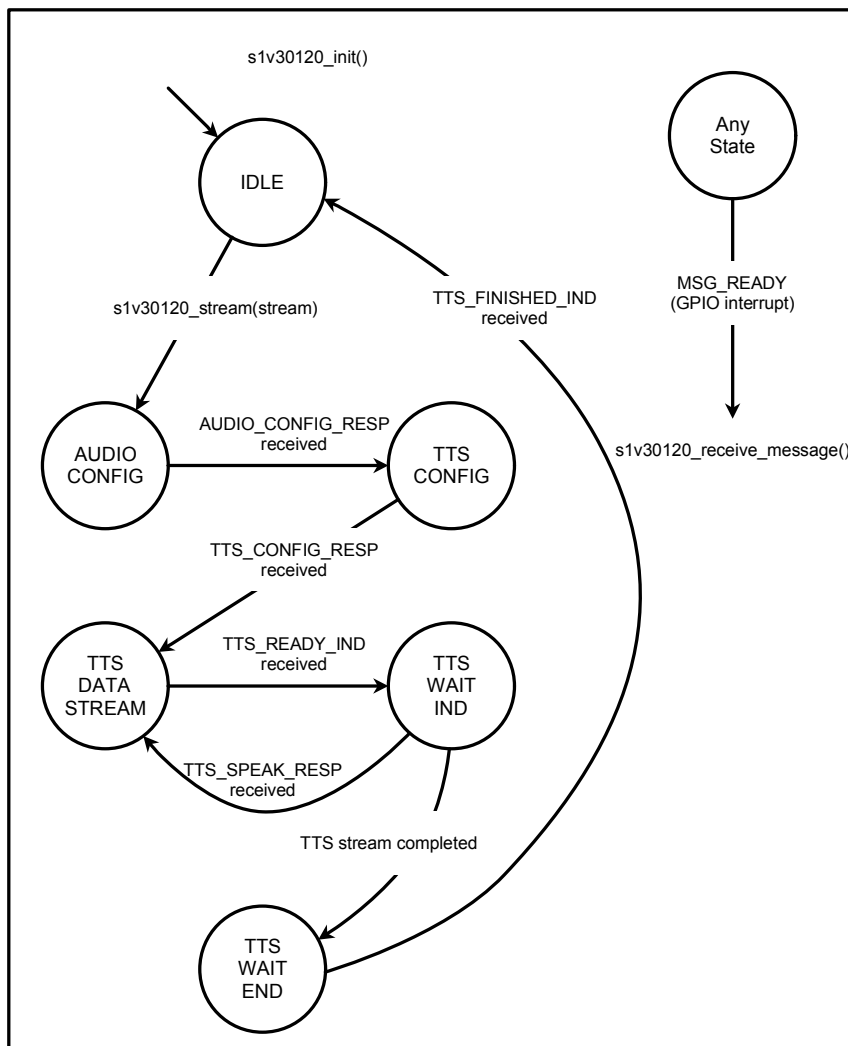 s1v30120_init()
IDLE
Any
State
s1v30120_stream(stream)
TTS_FINISHED_IND
received
MSG_READY
(GPIO interrupt)
AUDIO
CONFIG
AUDIO_CONFIG_RESP
received
TTS
CONFIG
s1v30120_receive_message()
TTS_CONFIG_RESP
received
TTS
DATA
STREAM
TTS_READY_IND
received
TTS
WAIT
IND
TTS_SPEAK_RESP
received
TTS stream completed
TTS
WAIT
END